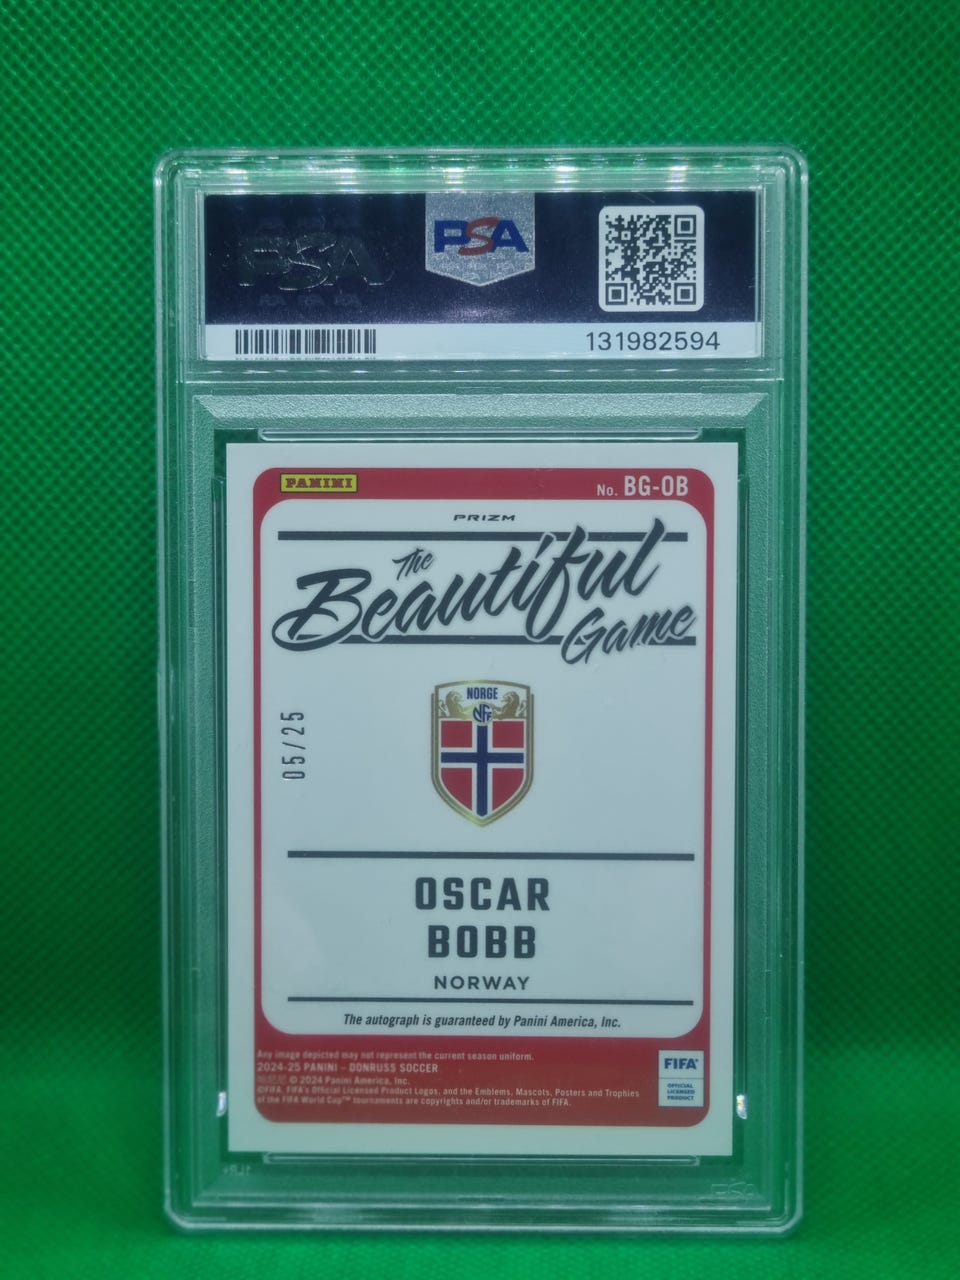 PSA
PSA
131982594
PANINI
No. BG-OB
PRIZM
The
Beautiful
Game
NORGE
NFF
05/25
OSCAR
BOBB
NORWAY
The autograph is guaranteed by Panini America, Inc.
Any image depicted may not represent the current season uniform.
2024-25 PANINI – DONRUSS SOCCER
© 2024 Panini America, Inc.
©FIFA, FIFA's Official Licensed Product Logos, and the Emblems, Mascots, Posters and Trophies
of the FIFA World Cup™ tournaments are copyrights and/or trademarks of FIFA.
FIFA
OFFICIAL
LICENSED
PRODUCT